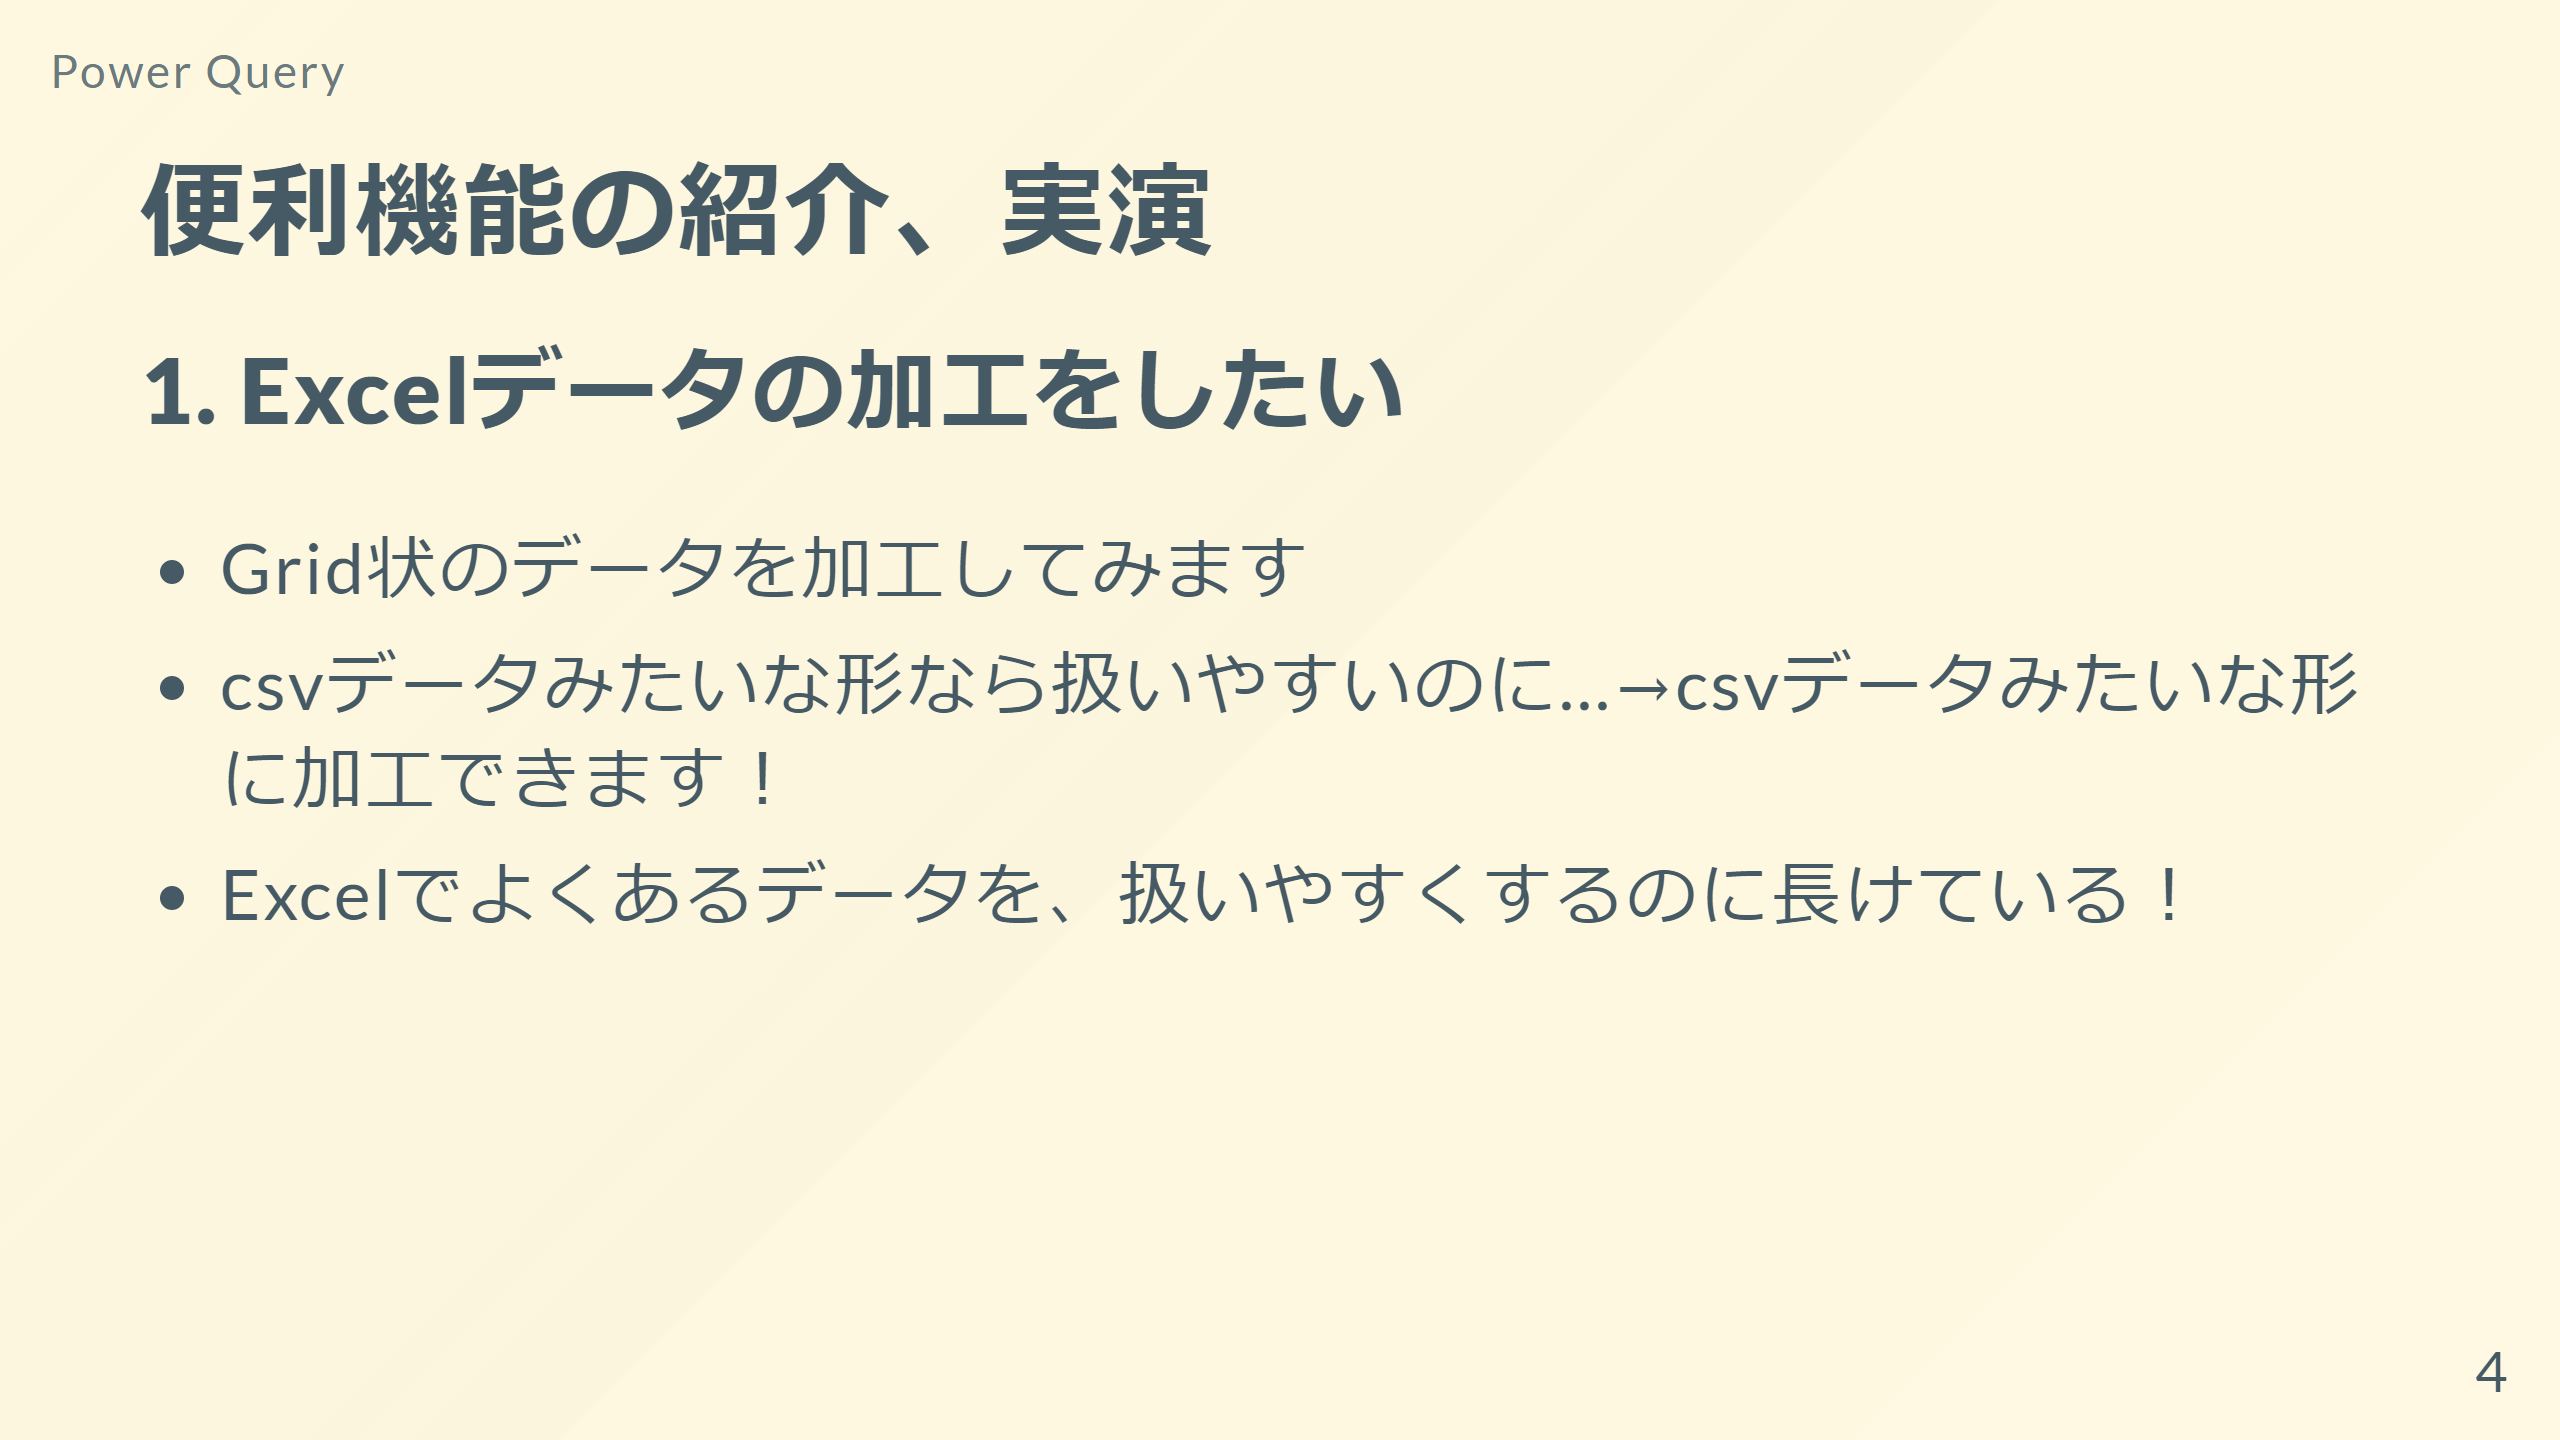 Power Query
便利機能の紹介、実演
1. Excelデータの加工をしたい
• Grid状のデータを加工してみます
• csvデータみたいな形なら扱いやすいのに...→csvデータみたいな形
に加工できます！
• Excelでよくあるデータを、扱いやすくするのに長けている！
4